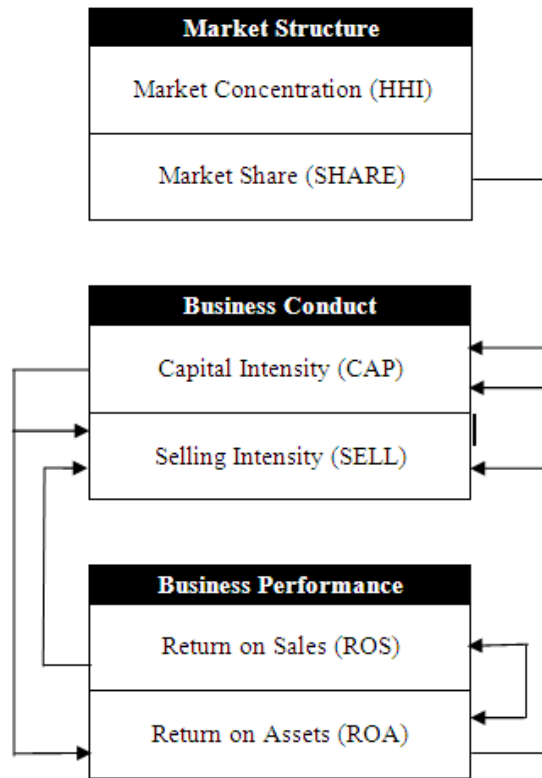 Market Structure
Market Concentration (HHI)
Market Share (SHARE)
Business Conduct
Capital Intensity (CAP)
Selling Intensity (SELL)
Business Performance
Return on Sales (ROS)
Return on Assets (ROA)